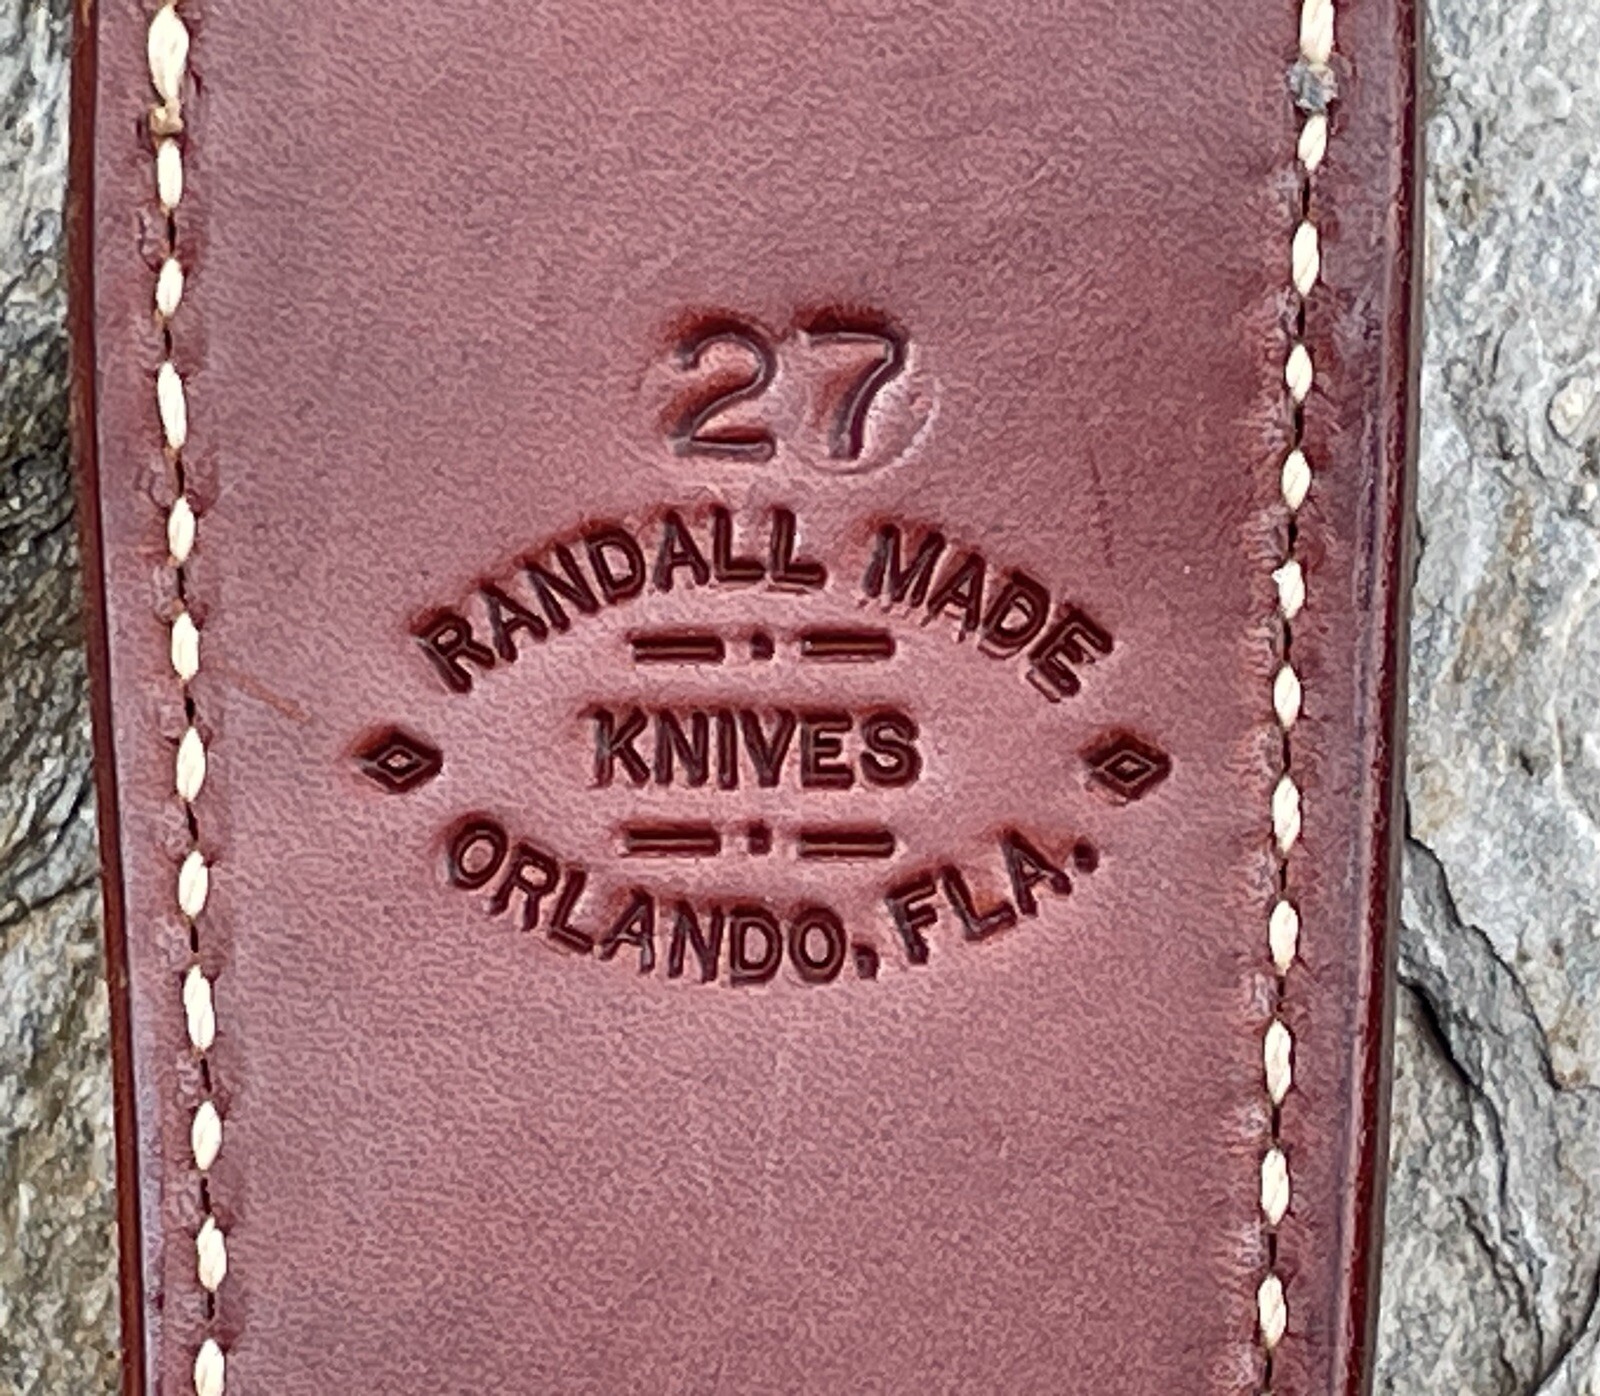 27
RANDALL MADE
KNIVES
ORLANDO, FLA.